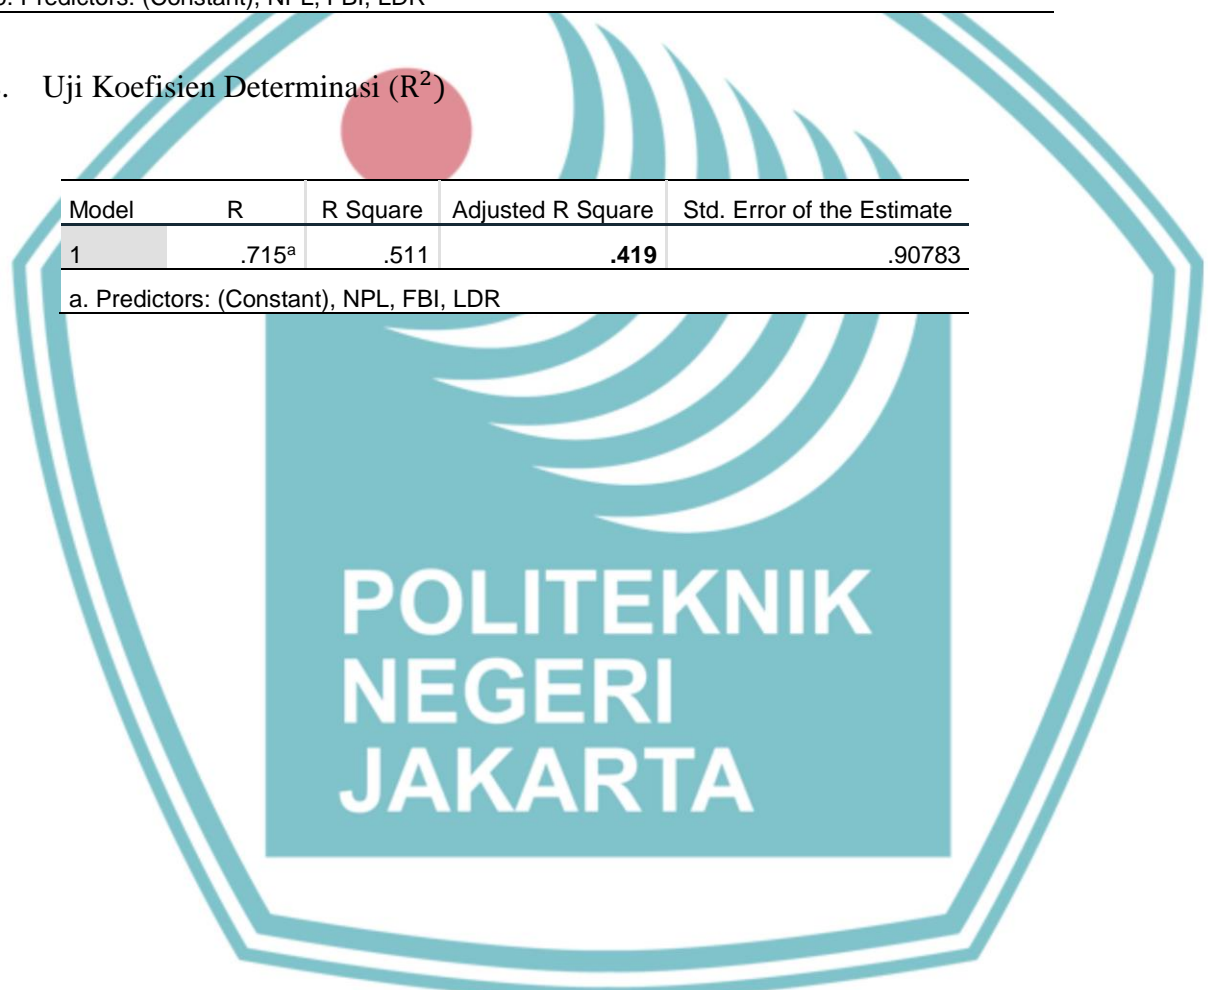 Predictors: (Constant), NPL, FBI, LDR
. Uji Koefisien Determinasi (R²)
Model R R Square Adjusted R Square Std. Error of the Estimate
1 .715ᵃ .511 .419 .90783
a. Predictors: (Constant), NPL, FBI, LDR
POLITEKNIK
NEGERI
JAKARTA